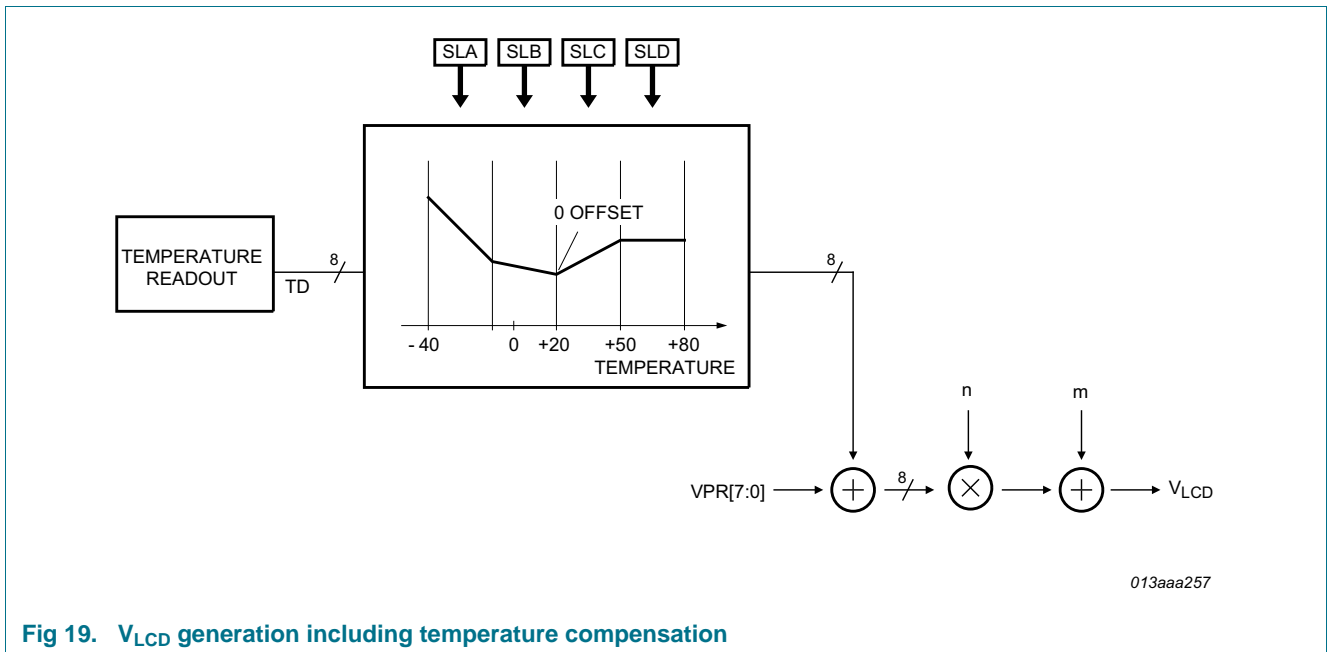 SLA SLB SLC SLD
0 OFFSET
TEMPERATURE
READOUT
8
TD
8
- 40 0 +20 +50 +80
TEMPERATURE
n m
VPR[7:0] + 8 × + VLCD
013aaa257
Fig 19. VLCD generation including temperature compensation